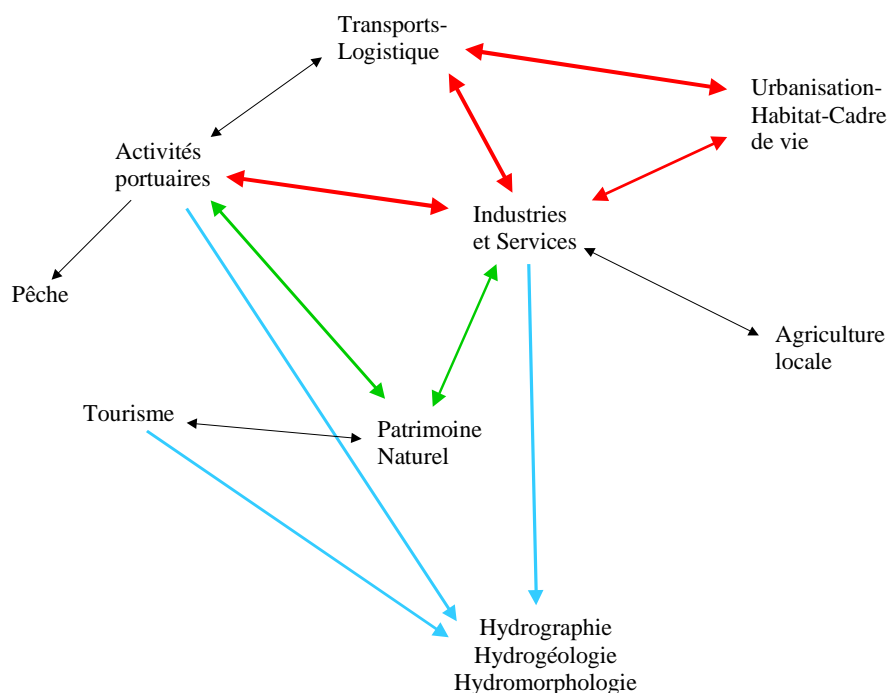 Transports-
Logistique
Urbanisation-
Habitat-Cadre
de vie
Activités
portuaires
Industries
et Services
Pêche
Agriculture
locale
Tourisme
Patrimoine
Naturel
Hydrographie
Hydrogéologie
Hydromorphologie